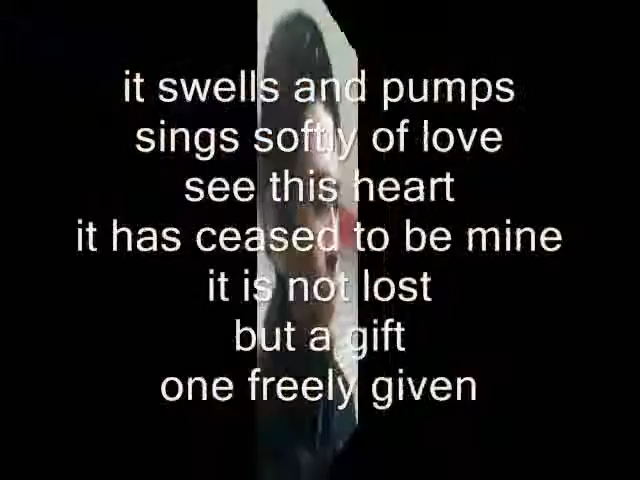 it swells and pumps
sings softly of love
see this heart
it has ceased to be mine
it is not lost
but a gift
one freely given